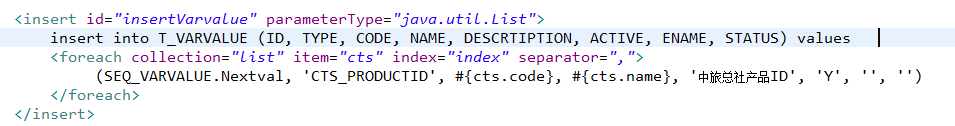 <insert id="insertVarvalue" parameterType="java.util.List">
    insert into T_VARVALUE (ID, TYPE, CODE, NAME, DESCRTIPTION, ACTIVE, ENAME, STATUS) values
    <foreach collection="list" item="cts" index="index" separator=",">
         (SEQ_VARVALUE.Nextval, 'CTS_PRODUCTID', #{cts.code}, #{cts.name}, '中旅总社产品ID', 'Y', '', '')
    </foreach>
</insert>